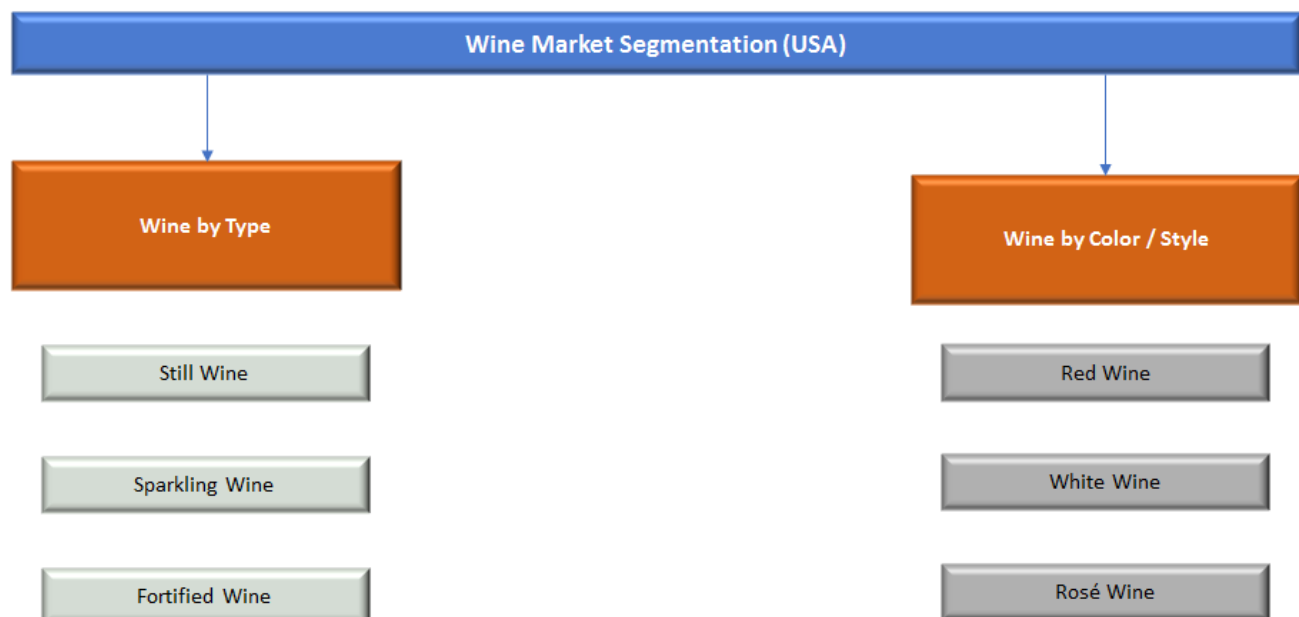 Wine Market Segmentation (USA)
Wine by Type
Wine by Color / Style
Still Wine
Red Wine
Sparkling Wine
White Wine
Fortified Wine
Rosé Wine